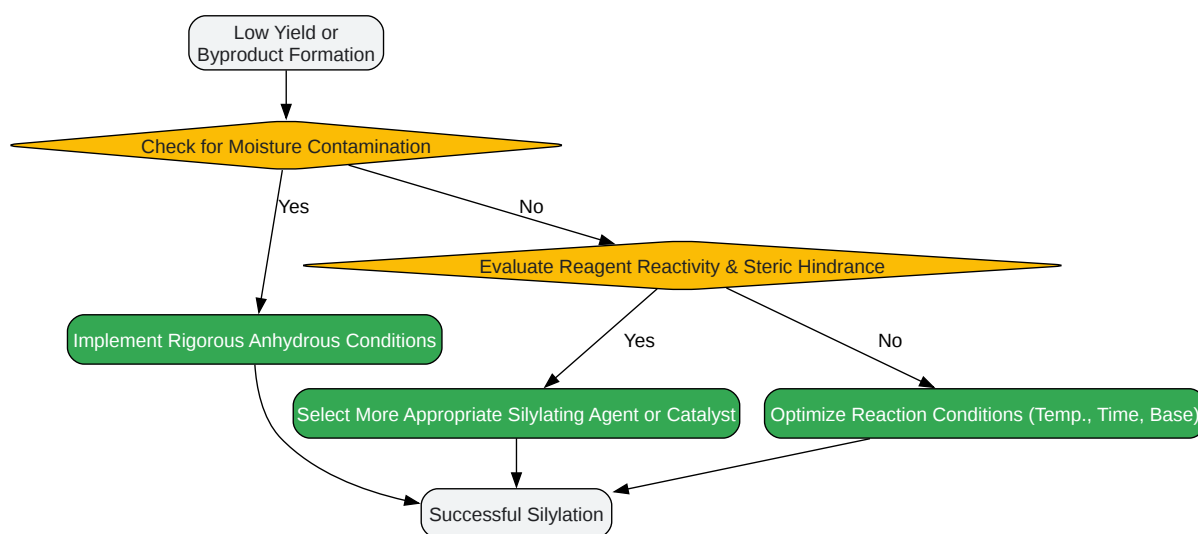 Low Yield or
Byproduct Formation
Check for Moisture Contamination
Yes
No
Evaluate Reagent Reactivity & Steric Hindrance
Implement Rigorous Anhydrous Conditions
Yes
No
Select More Appropriate Silylating Agent or Catalyst
Optimize Reaction Conditions (Temp., Time, Base)
Successful Silylation